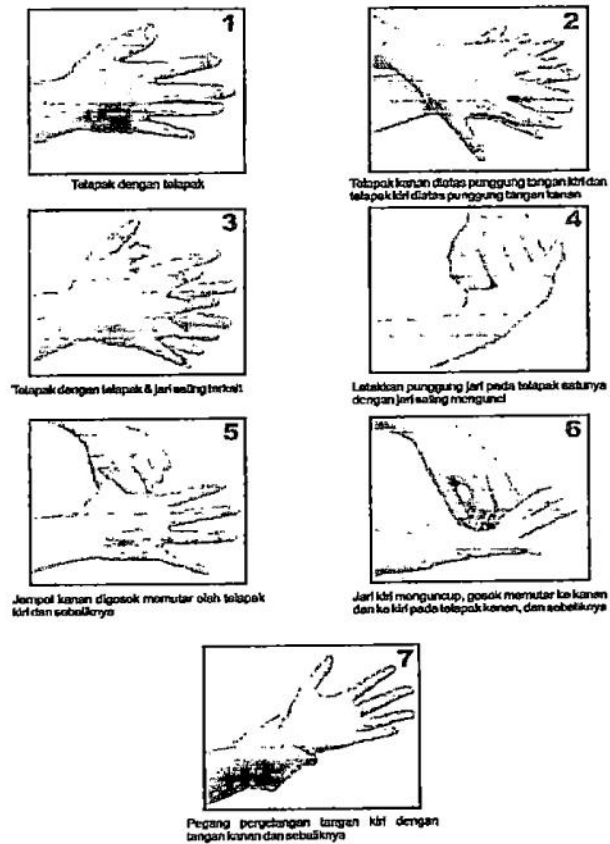 1
Telapak dengan telapak
2
Telapak kanan diatas punggung tangan kiri dan
telapak kiri diatas punggung tangan kanan
3
Telapak dengan telapak & jari saling terkait
4
Letakkan punggung jari pada telapak satunya
dengan jari saling mengunci
5
Jempol kanan digosok memutar oleh telapak
kiri dan sebaliknya
6
Jari kiri menguncup, gosok memutar ke kanan
dan ke kiri pada telapak kanan, dan sebaliknya
7
Pegang pergelangan tangan kiri dengan
tangan kanan dan sebaliknya